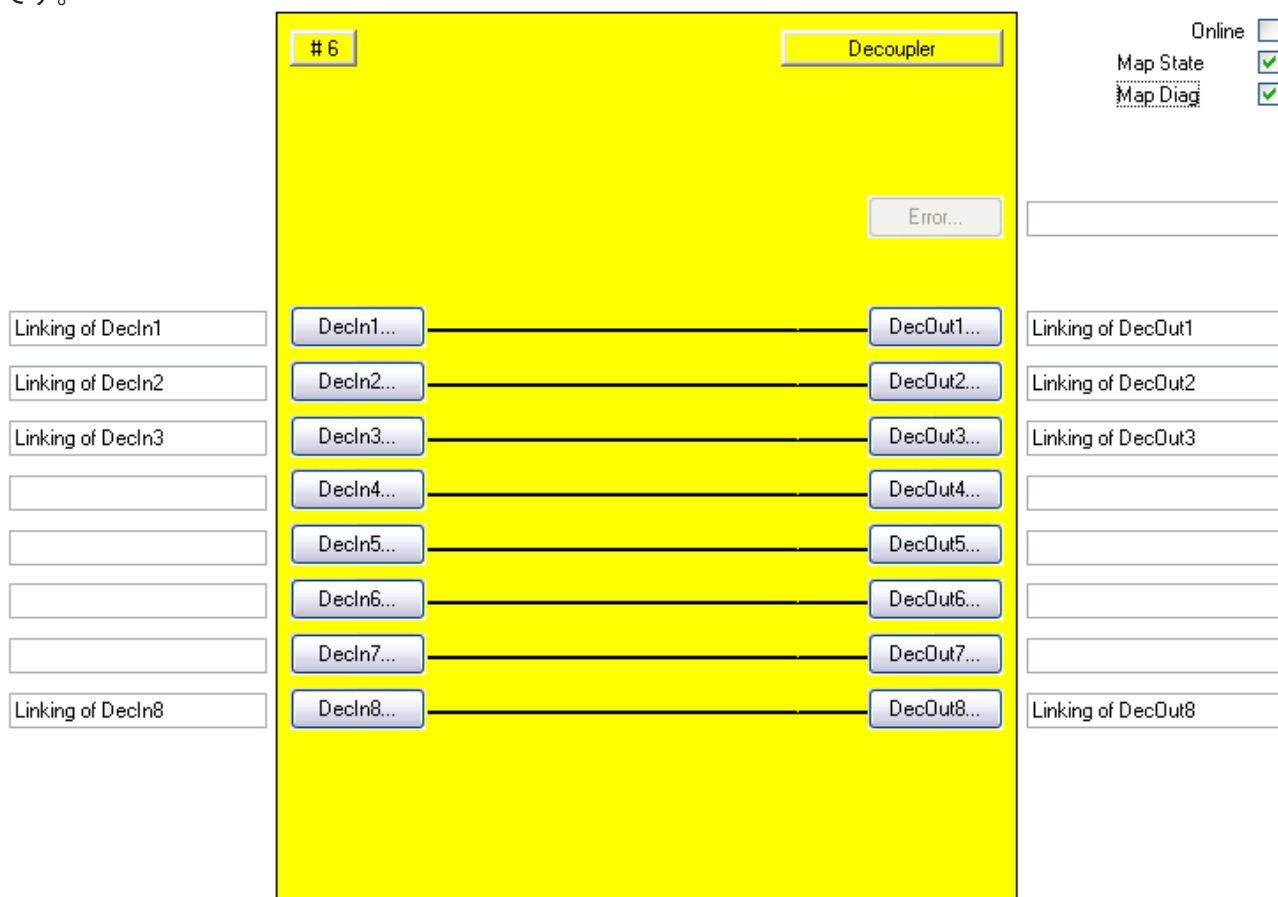 です。
# 6
Decoupler
Online
Map State
Map Diag
Error...
Linking of DecIn1
DecIn1...
DecOut1...
Linking of DecOut1
Linking of DecIn2
DecIn2...
DecOut2...
Linking of DecOut2
Linking of DecIn3
DecIn3...
DecOut3...
Linking of DecOut3
DecIn4...
DecOut4...
DecIn5...
DecOut5...
DecIn6...
DecOut6...
DecIn7...
DecOut7...
Linking of DecIn8
DecIn8...
DecOut8...
Linking of DecOut8